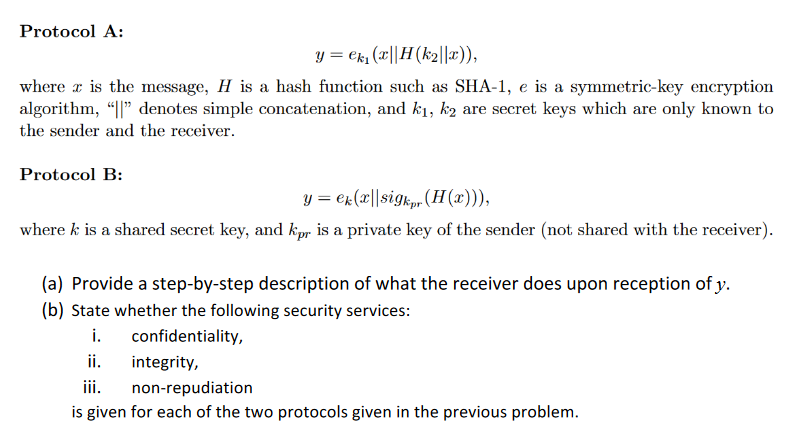 Protocol A:
y = e_{k_1}(x||H(k_2||x)),
where x is the message, H is a hash function such as SHA-1, e is a symmetric-key encryption
algorithm, “||” denotes simple concatenation, and k_1, k_2 are secret keys which are only known to
the sender and the receiver.
Protocol B:
y = e_k(x||sig_{k_{pr}}(H(x))),
where k is a shared secret key, and k_{pr} is a private key of the sender (not shared with the receiver).
(a) Provide a step-by-step description of what the receiver does upon reception of y.
(b) State whether the following security services:
i. confidentiality,
ii. integrity,
iii. non-repudiation
is given for each of the two protocols given in the previous problem.